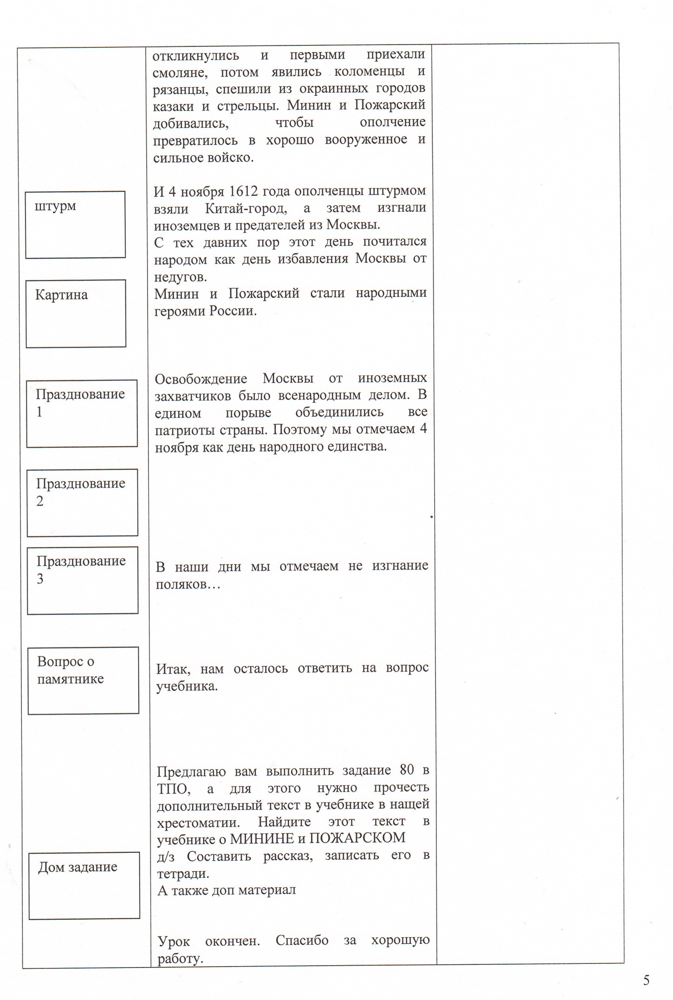 откликнулись и первыми приехали
смоляне, потом явились коломенцы и
рязанцы, спешили из окраинных городов
казаки и стрельцы. Минин и Пожарский
добивались, чтобы ополчение
превратилось в хорошо вооруженное и
сильное войско.
штурм
И 4 ноября 1612 года ополченцы штурмом
взяли Китай-город, а затем изгнали
иноземцев и предателей из Москвы.
С тех давних пор этот день почитался
народом как день избавления Москвы от
недугов.
Картина
Минин и Пожарский стали народными
героями России.
Празднование
1
Освобождение Москвы от иноземных
захватчиков было всенародным делом. В
едином порыве объединились все
патриоты страны. Поэтому мы отмечаем 4
ноября как день народного единства.
Празднование
2
Празднование
3
В наши дни мы отмечаем не изгнание
поляков…
Вопрос о
памятнике
Итак, нам осталось ответить на вопрос
учебника.
Предлагаю вам выполнить задание 80 в
ТПО, а для этого нужно прочесть
дополнительный текст в учебнике в нащей
хрестоматии. Найдите этот текст в
учебнике о МИНИНЕ и ПОЖАРСКОМ
д/з Составить рассказ, записать его в
тетради.
А также доп материал
Дом задание
Урок окончен. Спасибо за хорошую
работу.
5